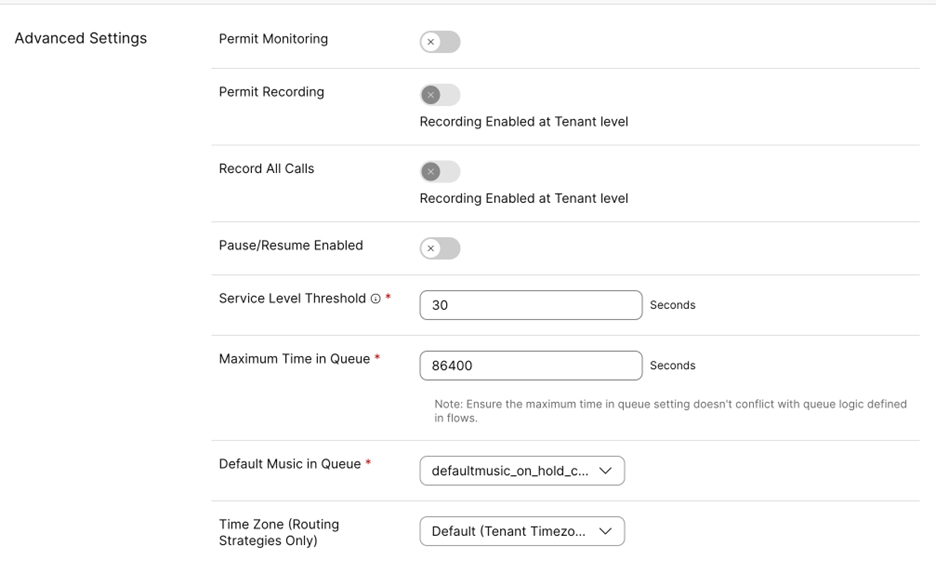 Advanced Settings
Permit Monitoring
Permit Recording
Recording Enabled at Tenant level
Record All Calls
Recording Enabled at Tenant level
Pause/Resume Enabled
Service Level Threshold ⓘ *
30 Seconds
Maximum Time in Queue *
86400 Seconds
Note: Ensure the maximum time in queue setting doesn't conflict with queue logic defined
in flows.
Default Music in Queue *
defaultmusic_on_hold_c...
Time Zone (Routing
Strategies Only)
Default (Tenant Timezo...